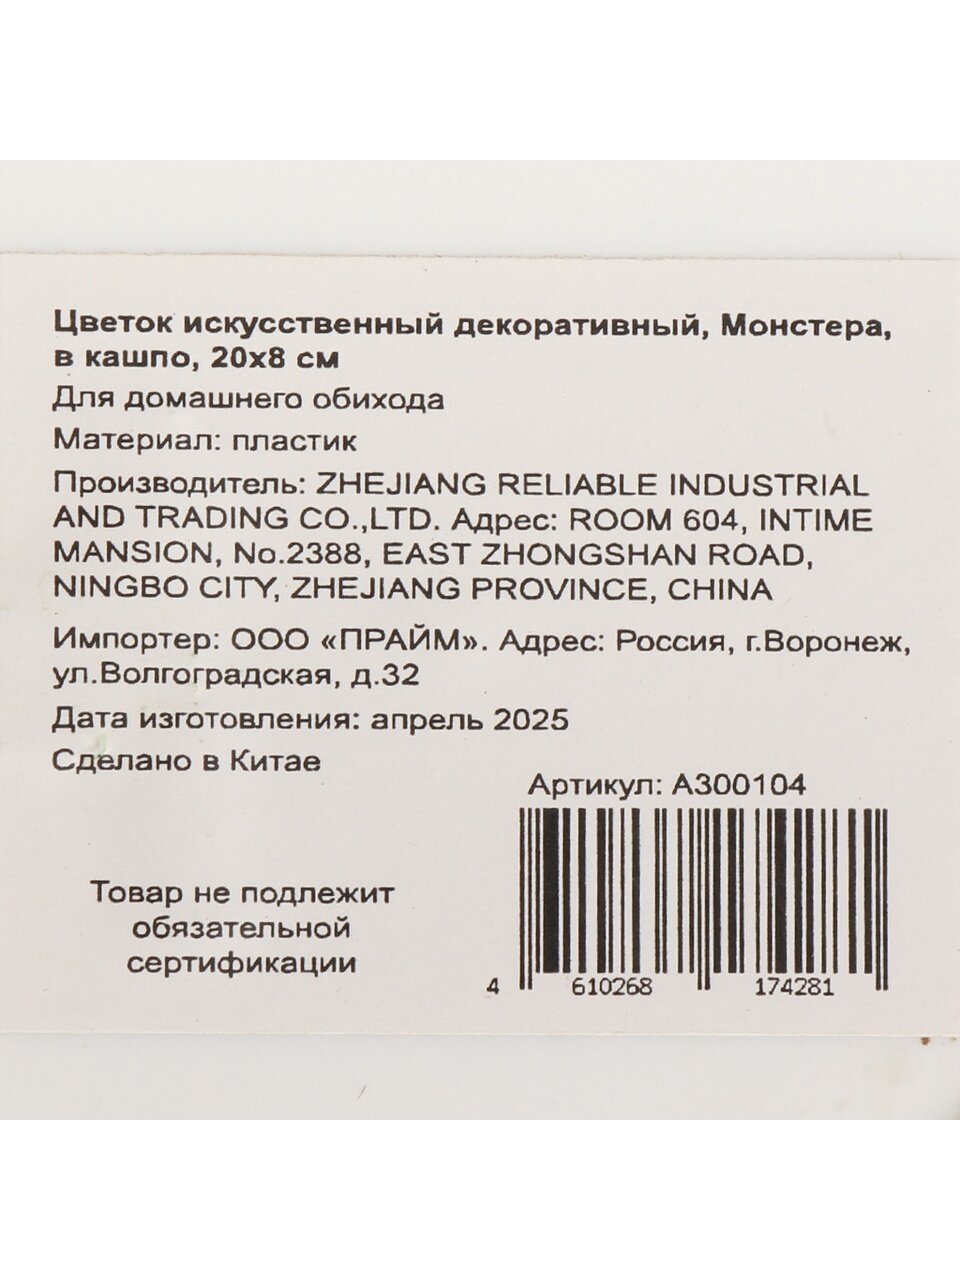 Цветок искусственный декоративный, Монстера,
в кашпо, 20х8 см
Для домашнего обихода
Материал: пластик
Производитель: ZHEJIANG RELIABLE INDUSTRIAL
AND TRADING CO.,LTD. Адрес: ROOM 604, INTIME
MANSION, No.2388, EAST ZHONGSHAN ROAD,
NINGBO CITY, ZHEJIANG PROVINCE, CHINA
Импортер: ООО «ПРАЙМ». Адрес: Россия, г.Воронеж,
ул.Волгоградская, д.32
Дата изготовления: апрель 2025
Сделано в Китае
Артикул: А300104
Товар не подлежит
обязательной
сертификации
4 610268 174281